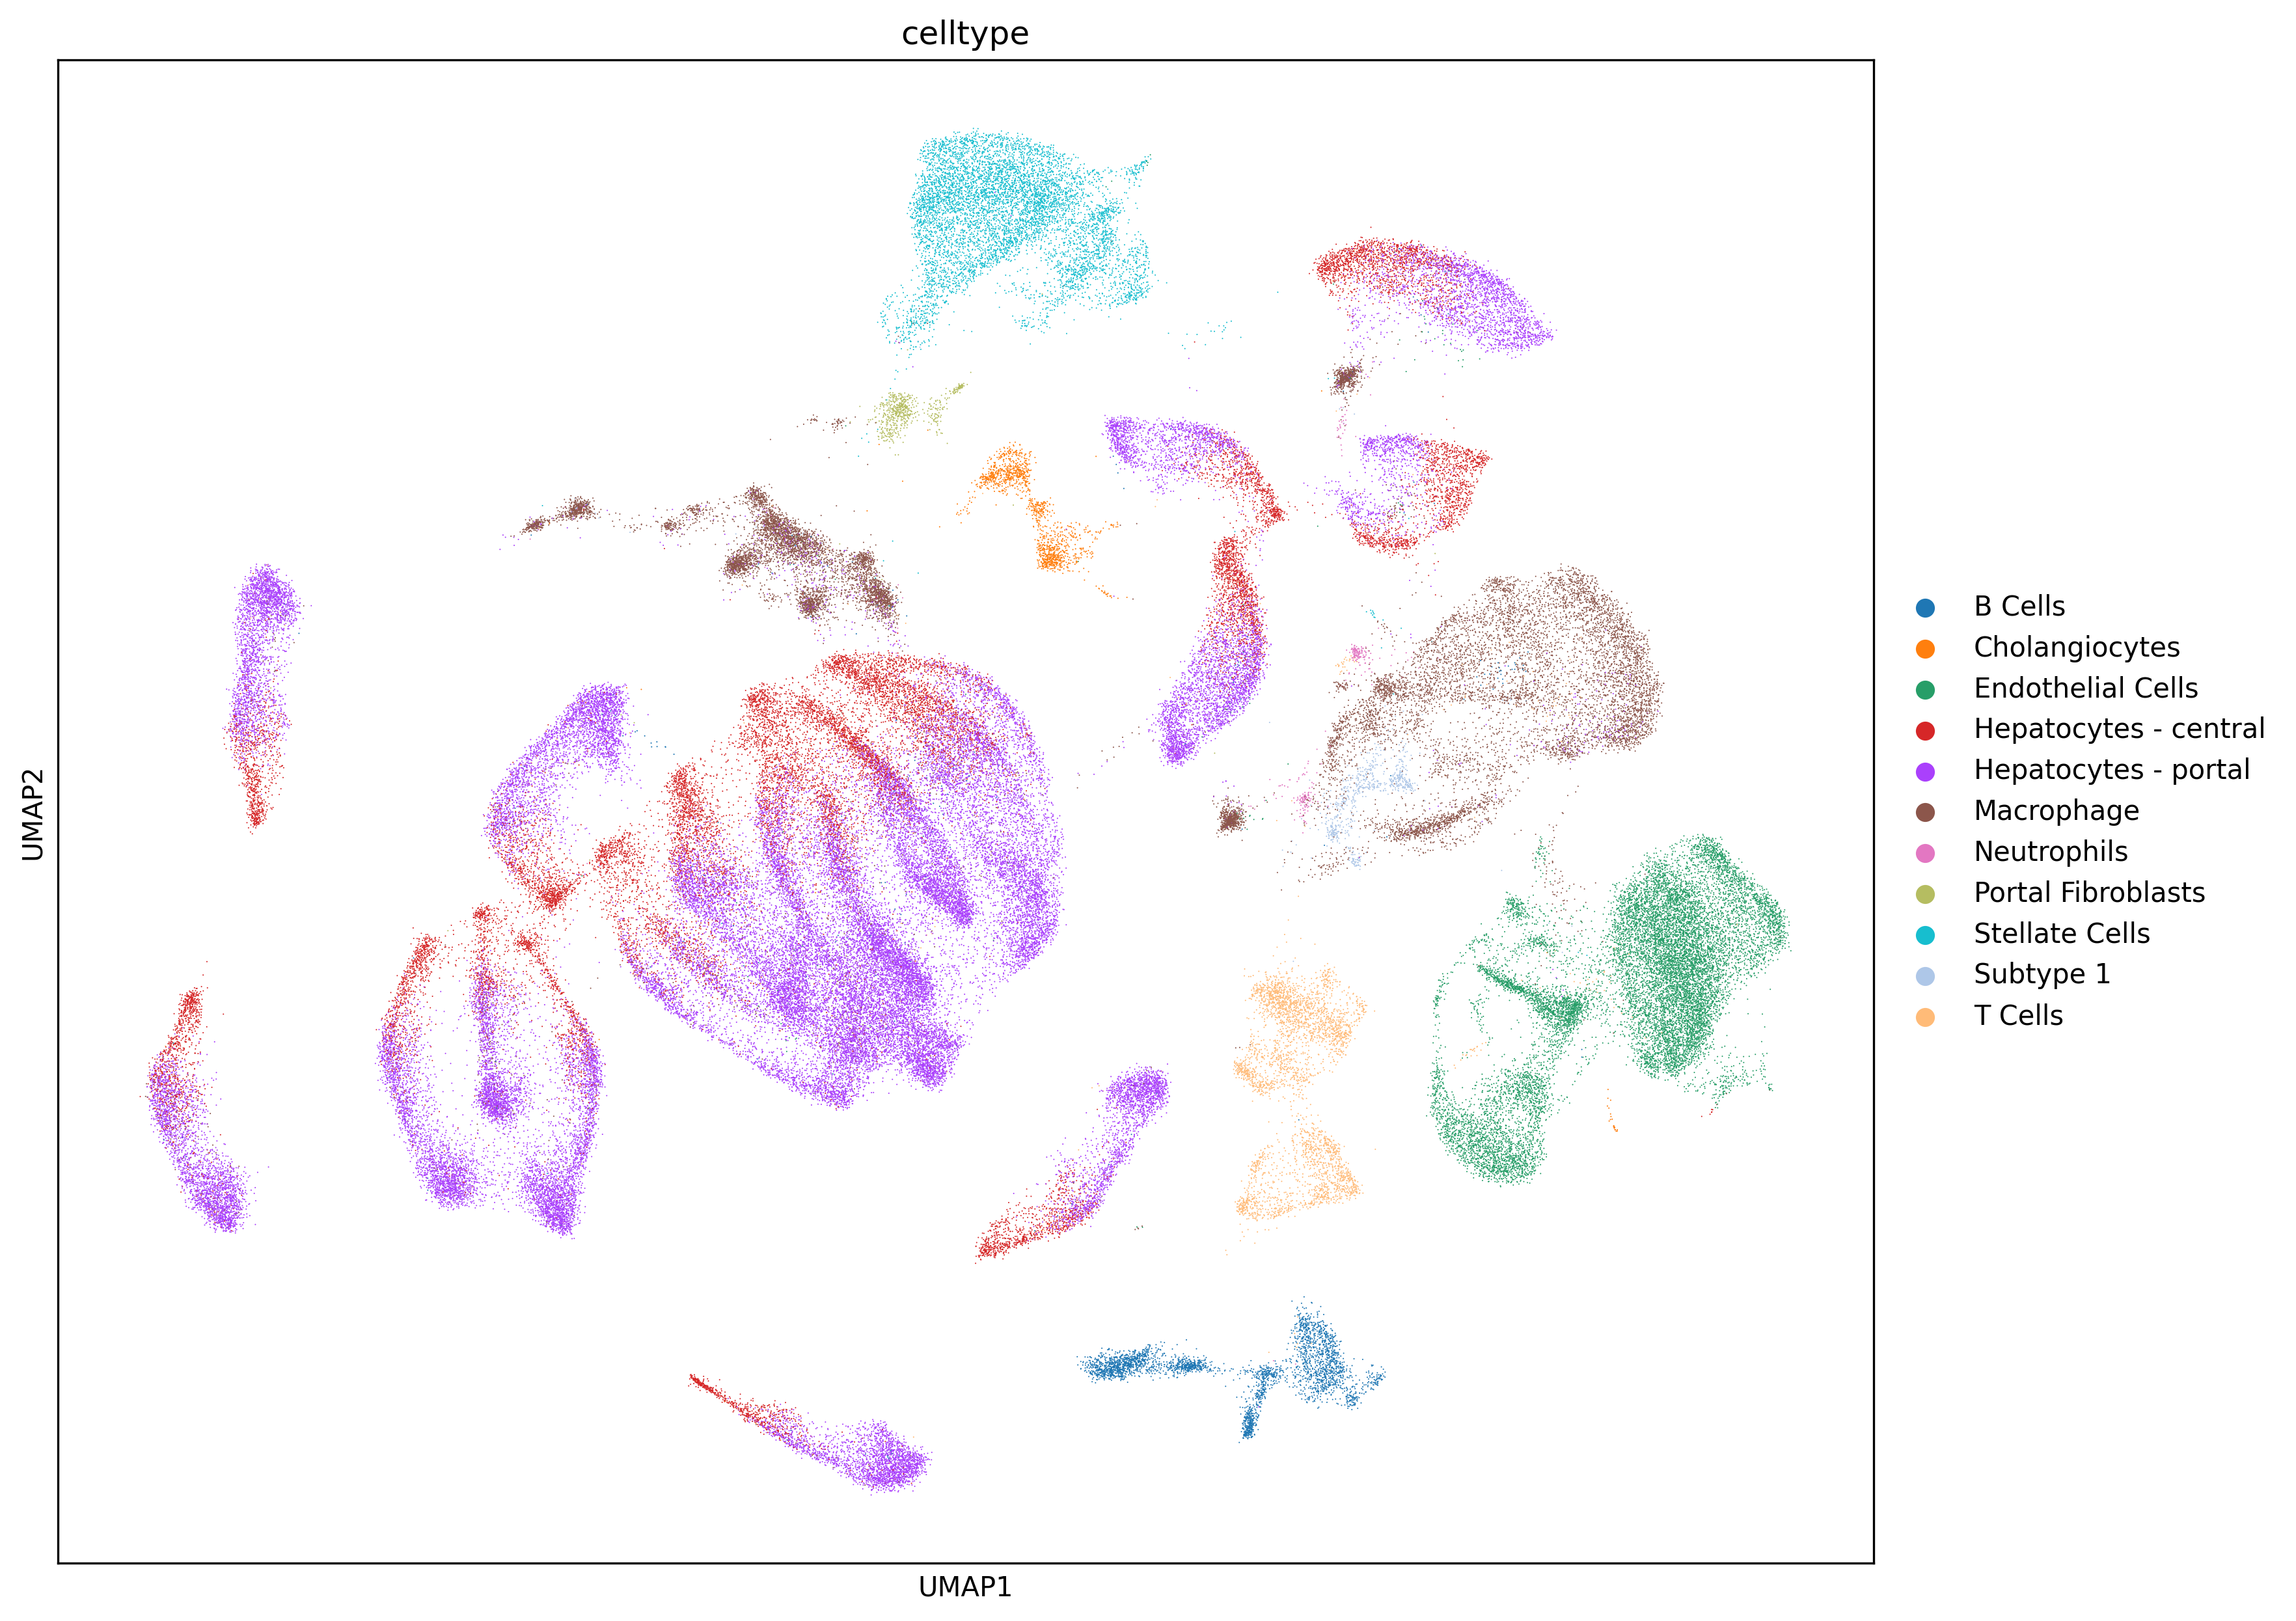 celltype
UMAP2
UMAP1
B Cells
Cholangiocytes
Endothelial Cells
Hepatocytes - central
Hepatocytes - portal
Macrophage
Neutrophils
Portal Fibroblasts
Stellate Cells
Subtype 1
T Cells